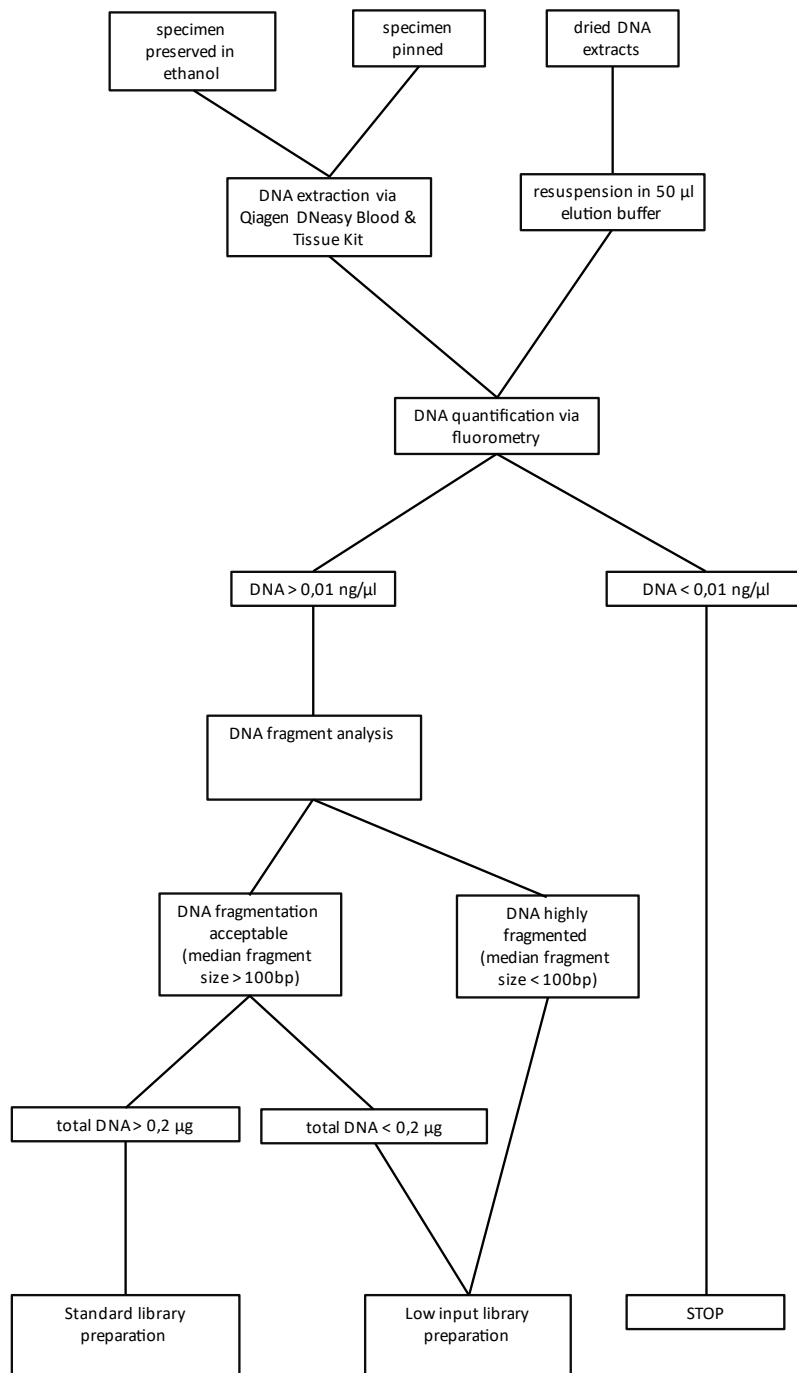 specimen
preserved in
ethanol
specimen
pinned
dried DNA
extracts
DNA extraction via
Qiagen DNeasy Blood &
Tissue Kit
resuspension in 50 µl
elution buffer
DNA quantification via
fluorometry
DNA > 0,01 ng/µl
DNA < 0,01 ng/µl
DNA fragment analysis
DNA fragmentation
acceptable
(median fragment
size > 100bp)
DNA highly
fragmented
(median fragment
size < 100bp)
total DNA > 0,2 µg
total DNA < 0,2 µg
Standard library
preparation
Low input library
preparation
STOP